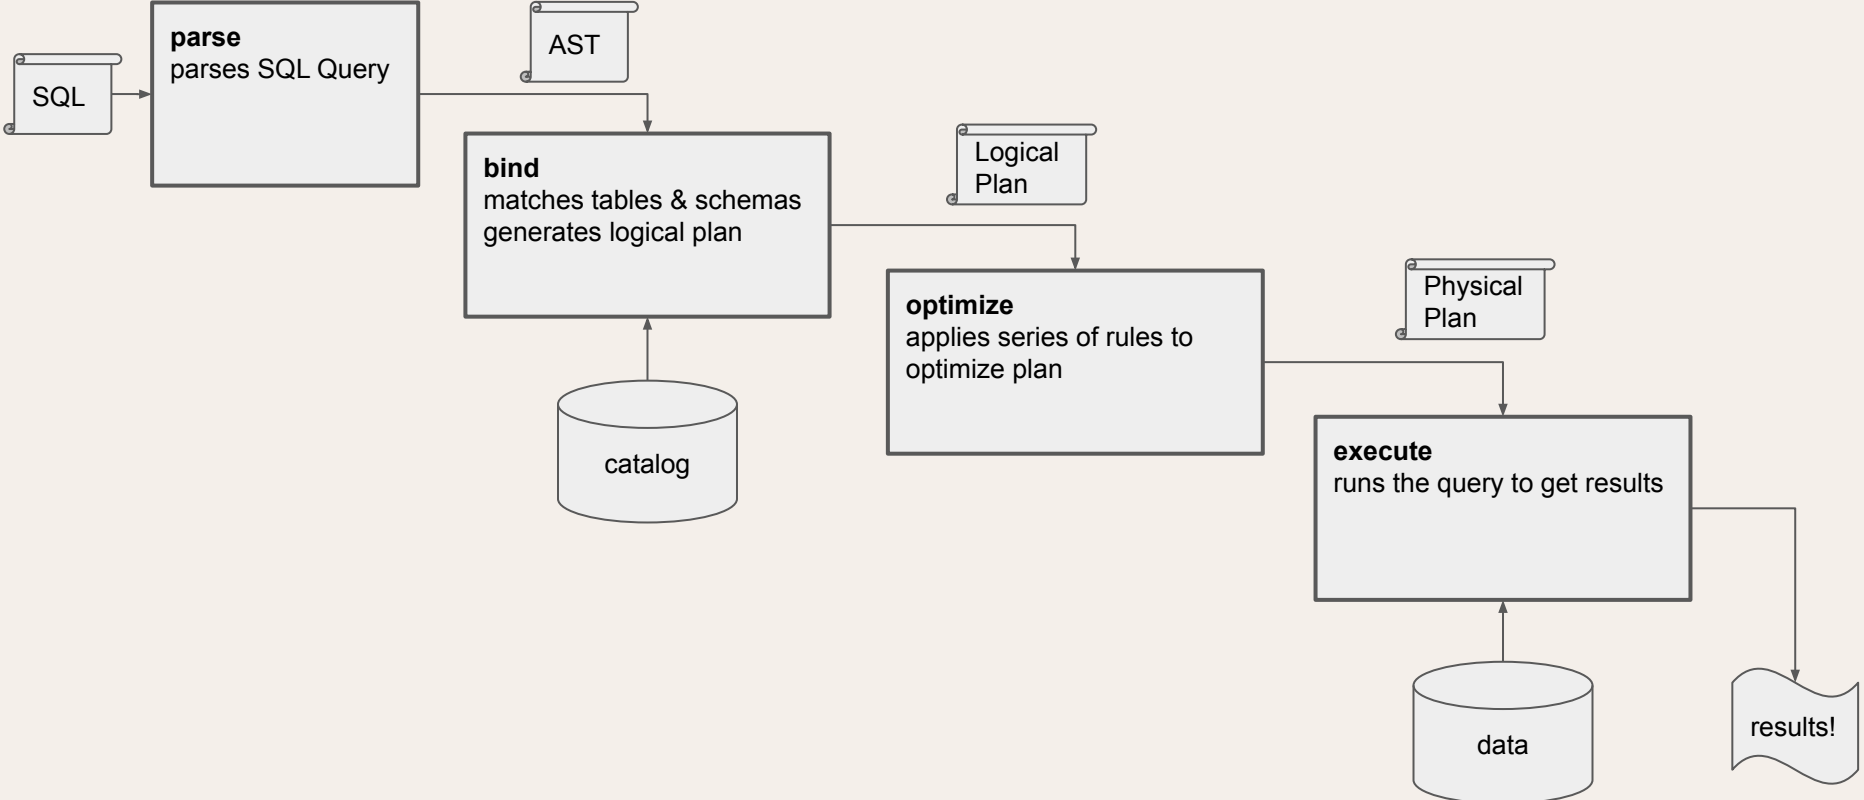 SQL
parse
parses SQL Query
AST
bind
matches tables & schemas
generates logical plan
catalog
Logical
Plan
optimize
applies series of rules to
optimize plan
Physical
Plan
execute
runs the query to get results
data
results!